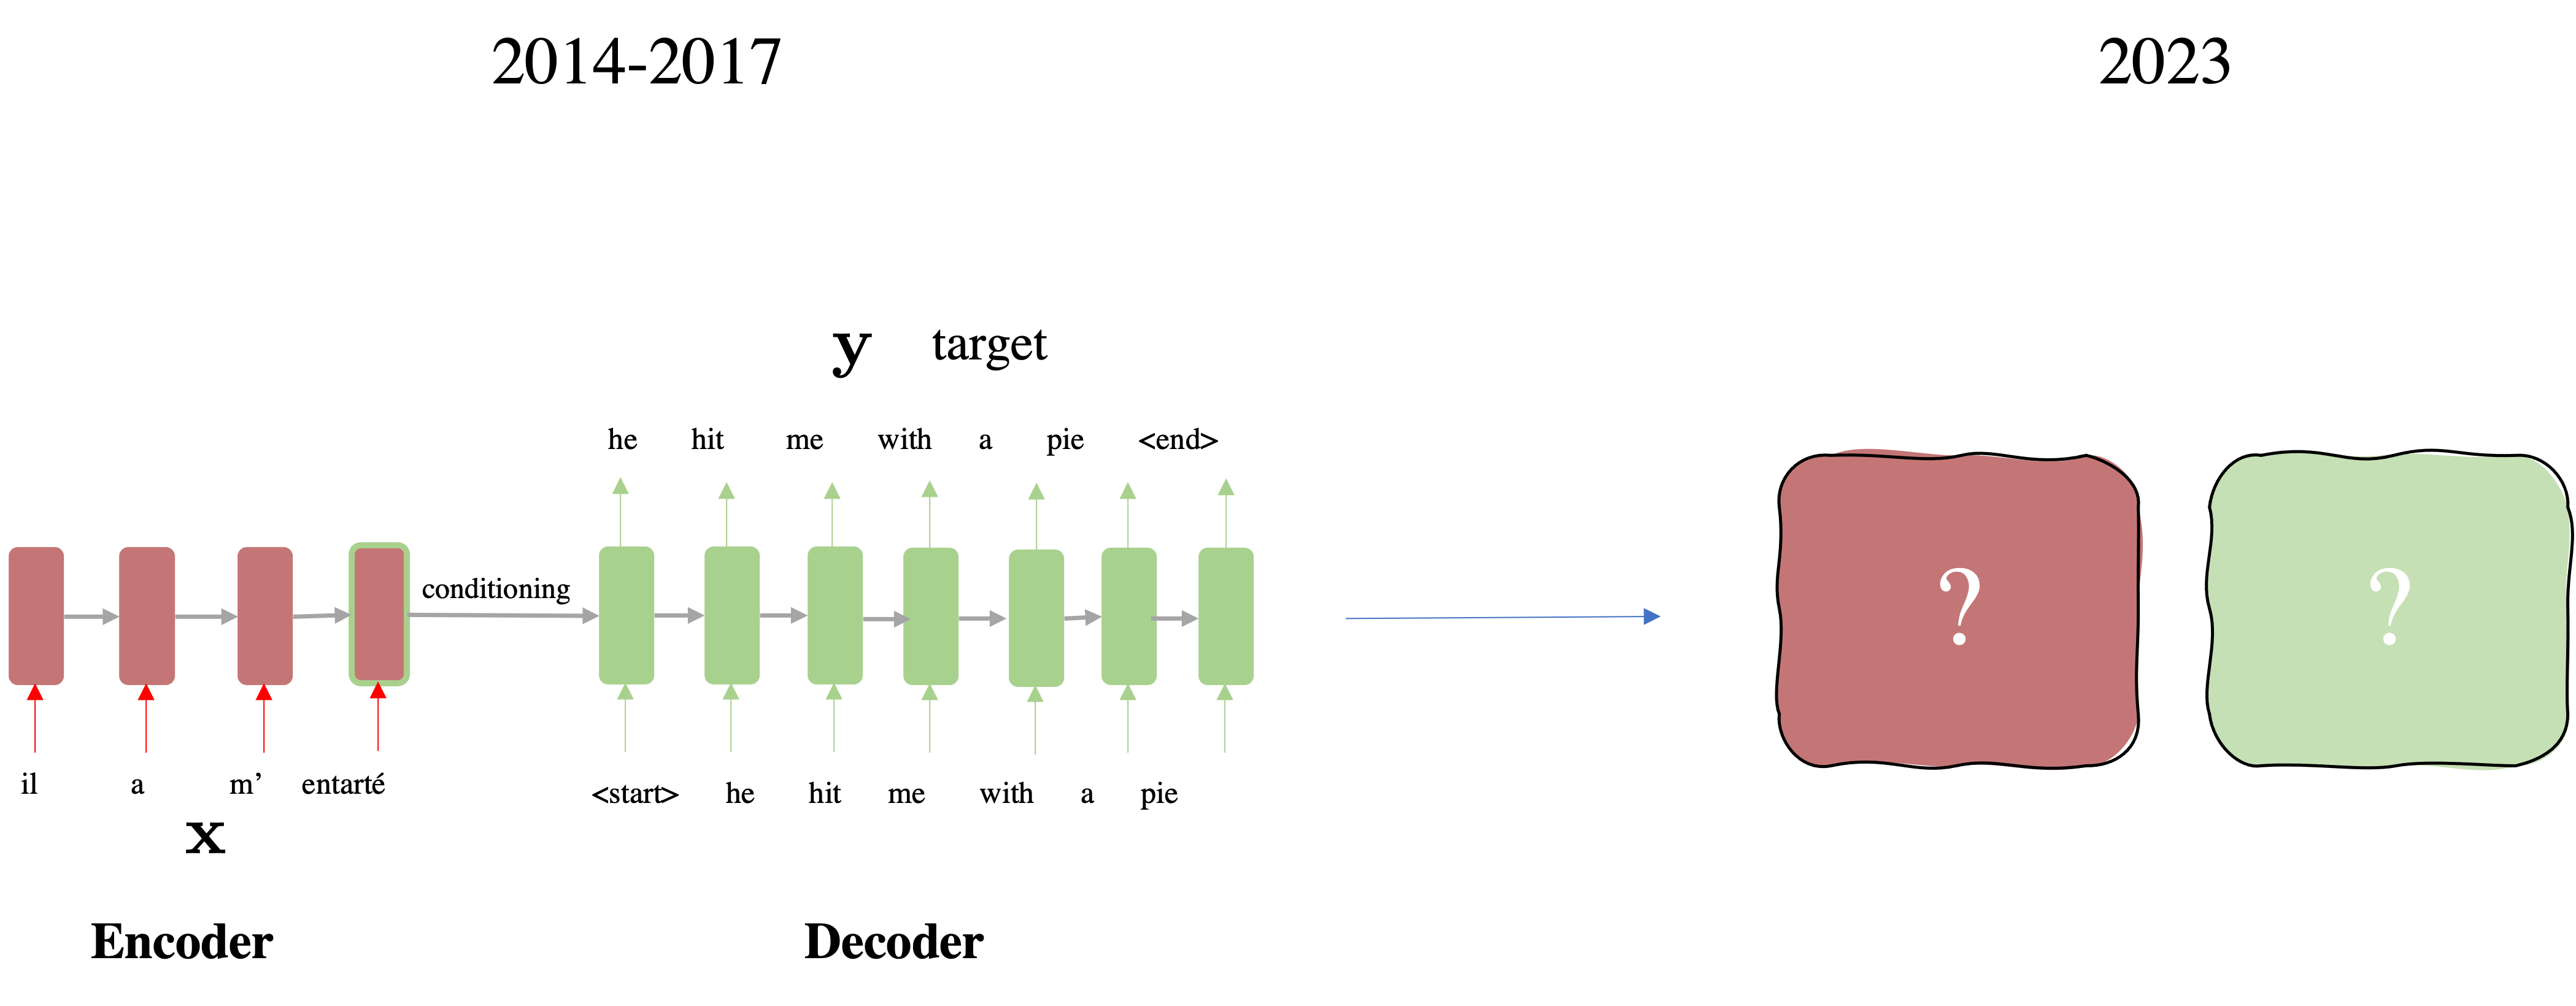 2014-2017
2023
y target
he hit me with a pie <end>
conditioning
? ?
il a m’ entarté
<start> he hit me with a pie
x
Encoder Decoder